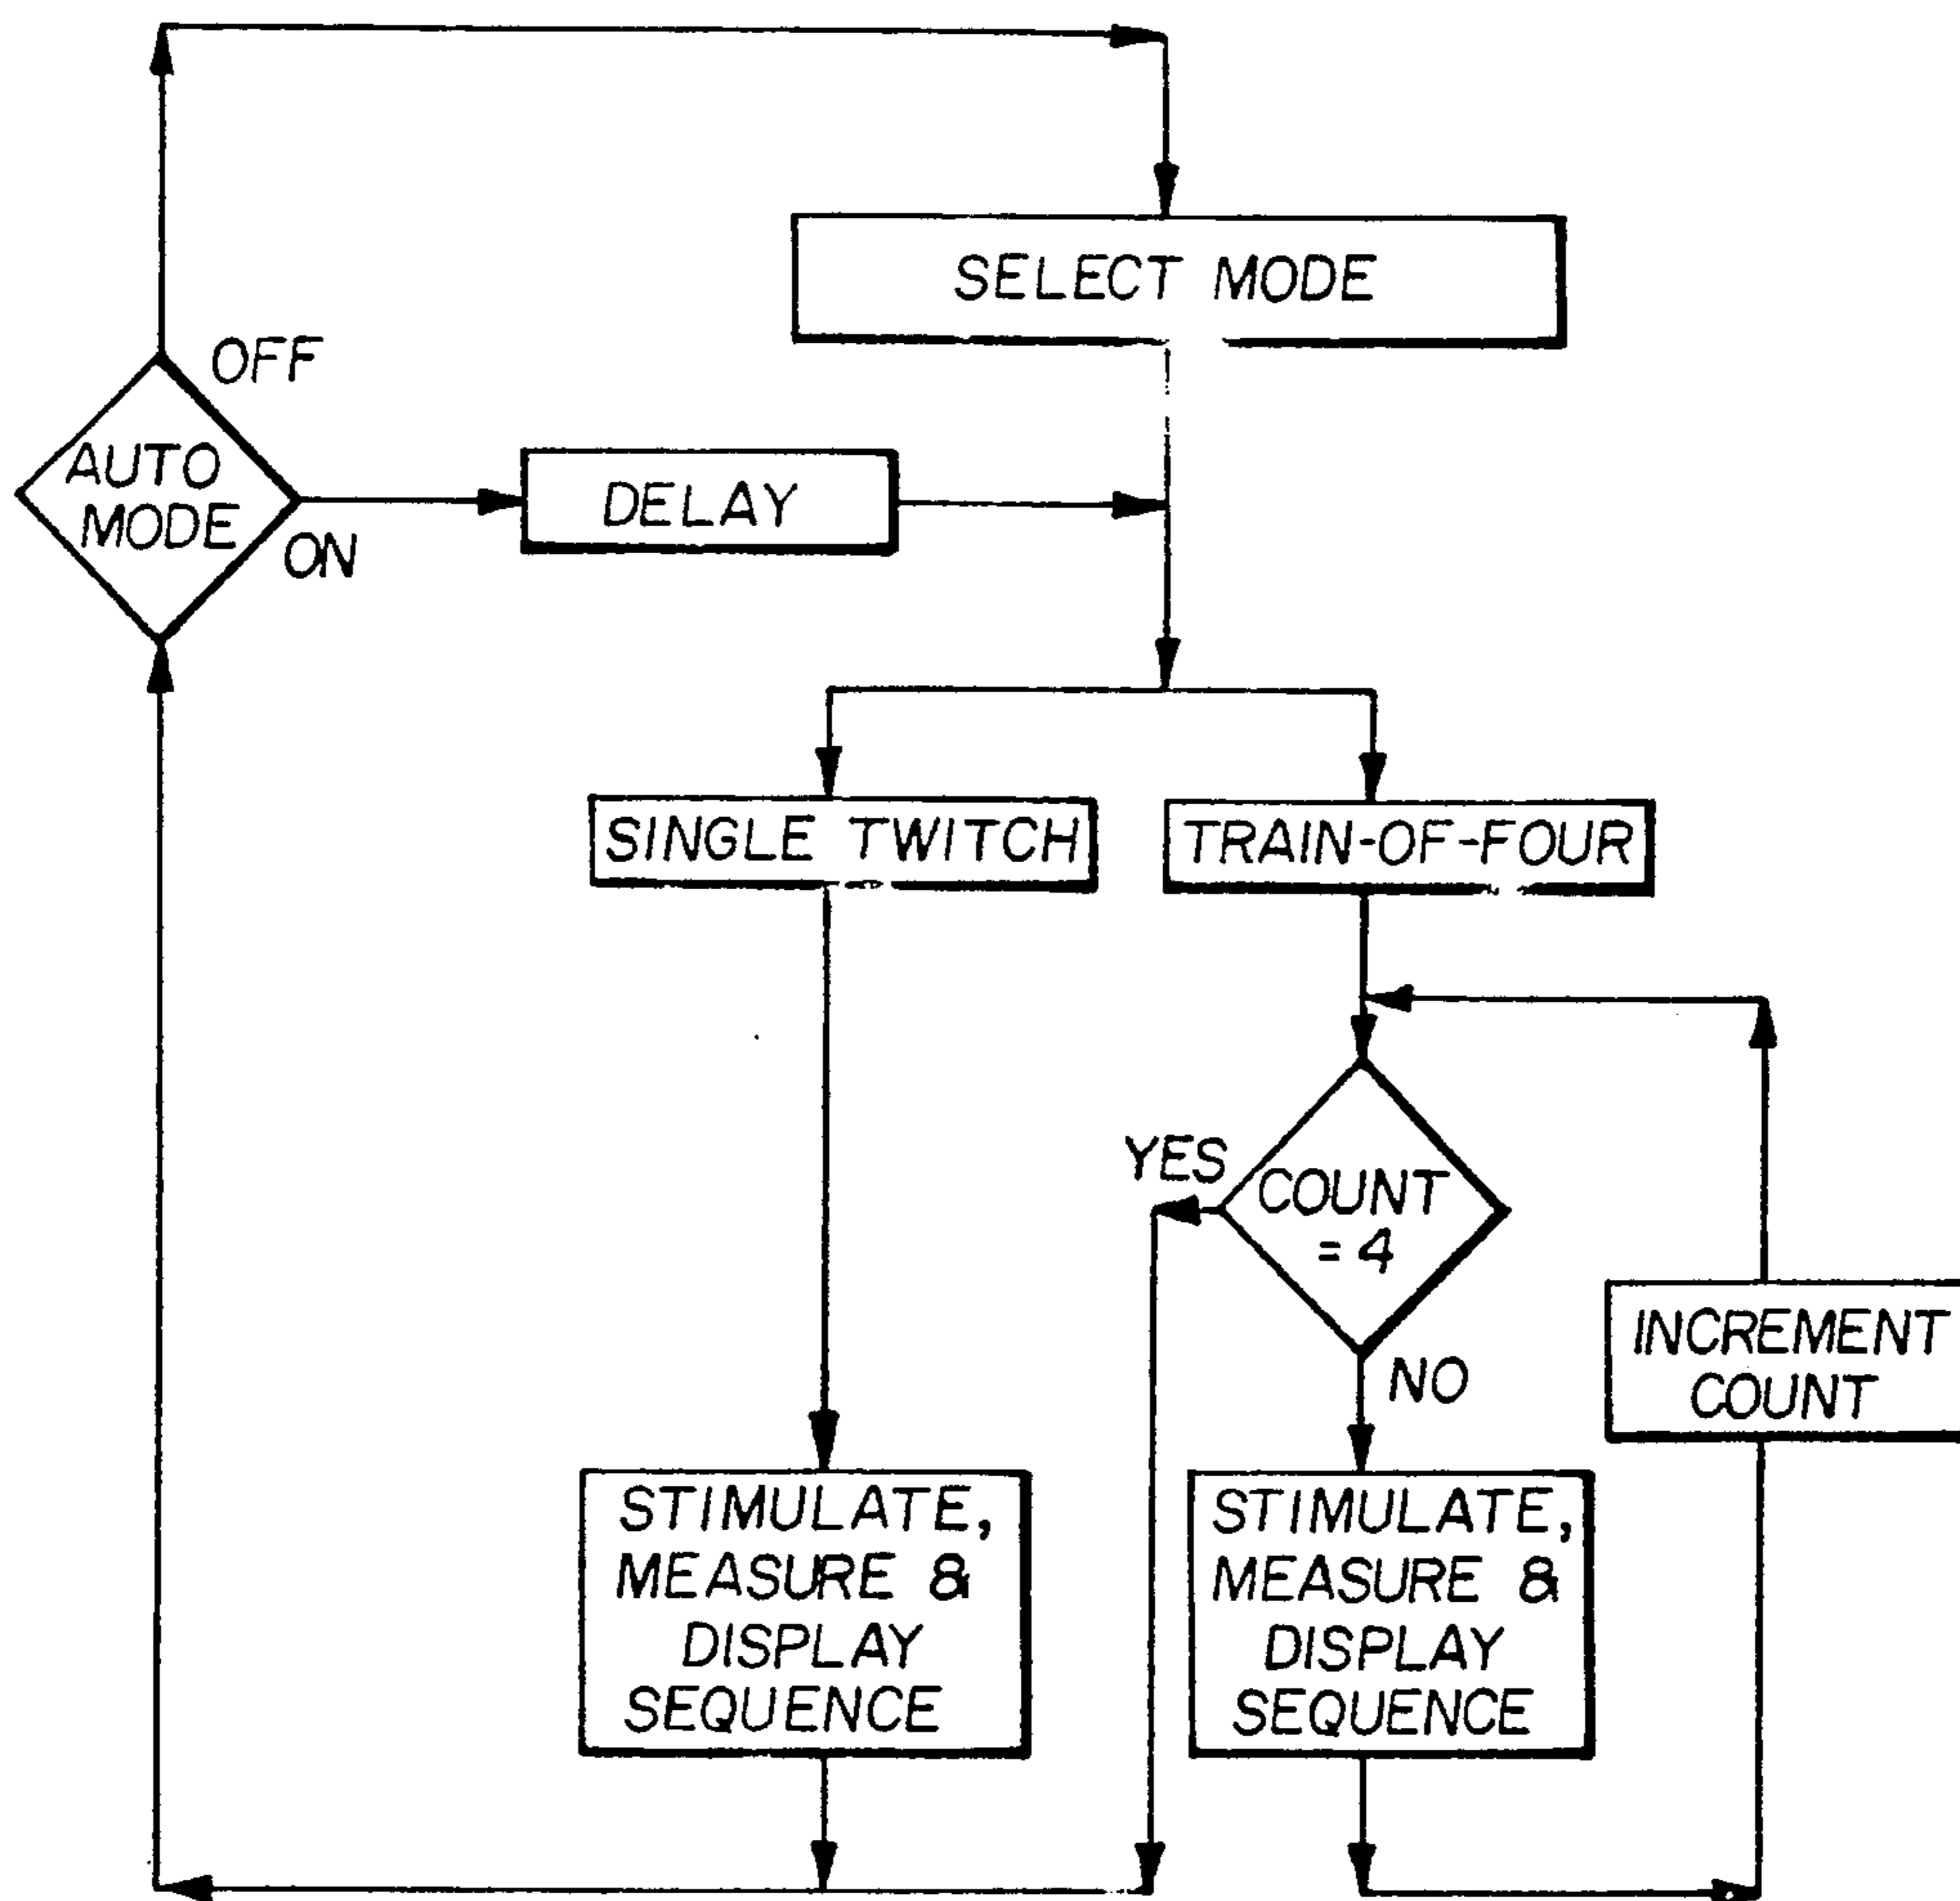 SELECT MODE
OFF
AUTO
MODE
ON
DELAY
SINGLE TWITCH
TRAIN-OF-FOUR
YES
COUNT
= 4
NO
INCREMENT
COUNT
STIMULATE,
MEASURE &
DISPLAY
SEQUENCE
STIMULATE,
MEASURE &
DISPLAY
SEQUENCE